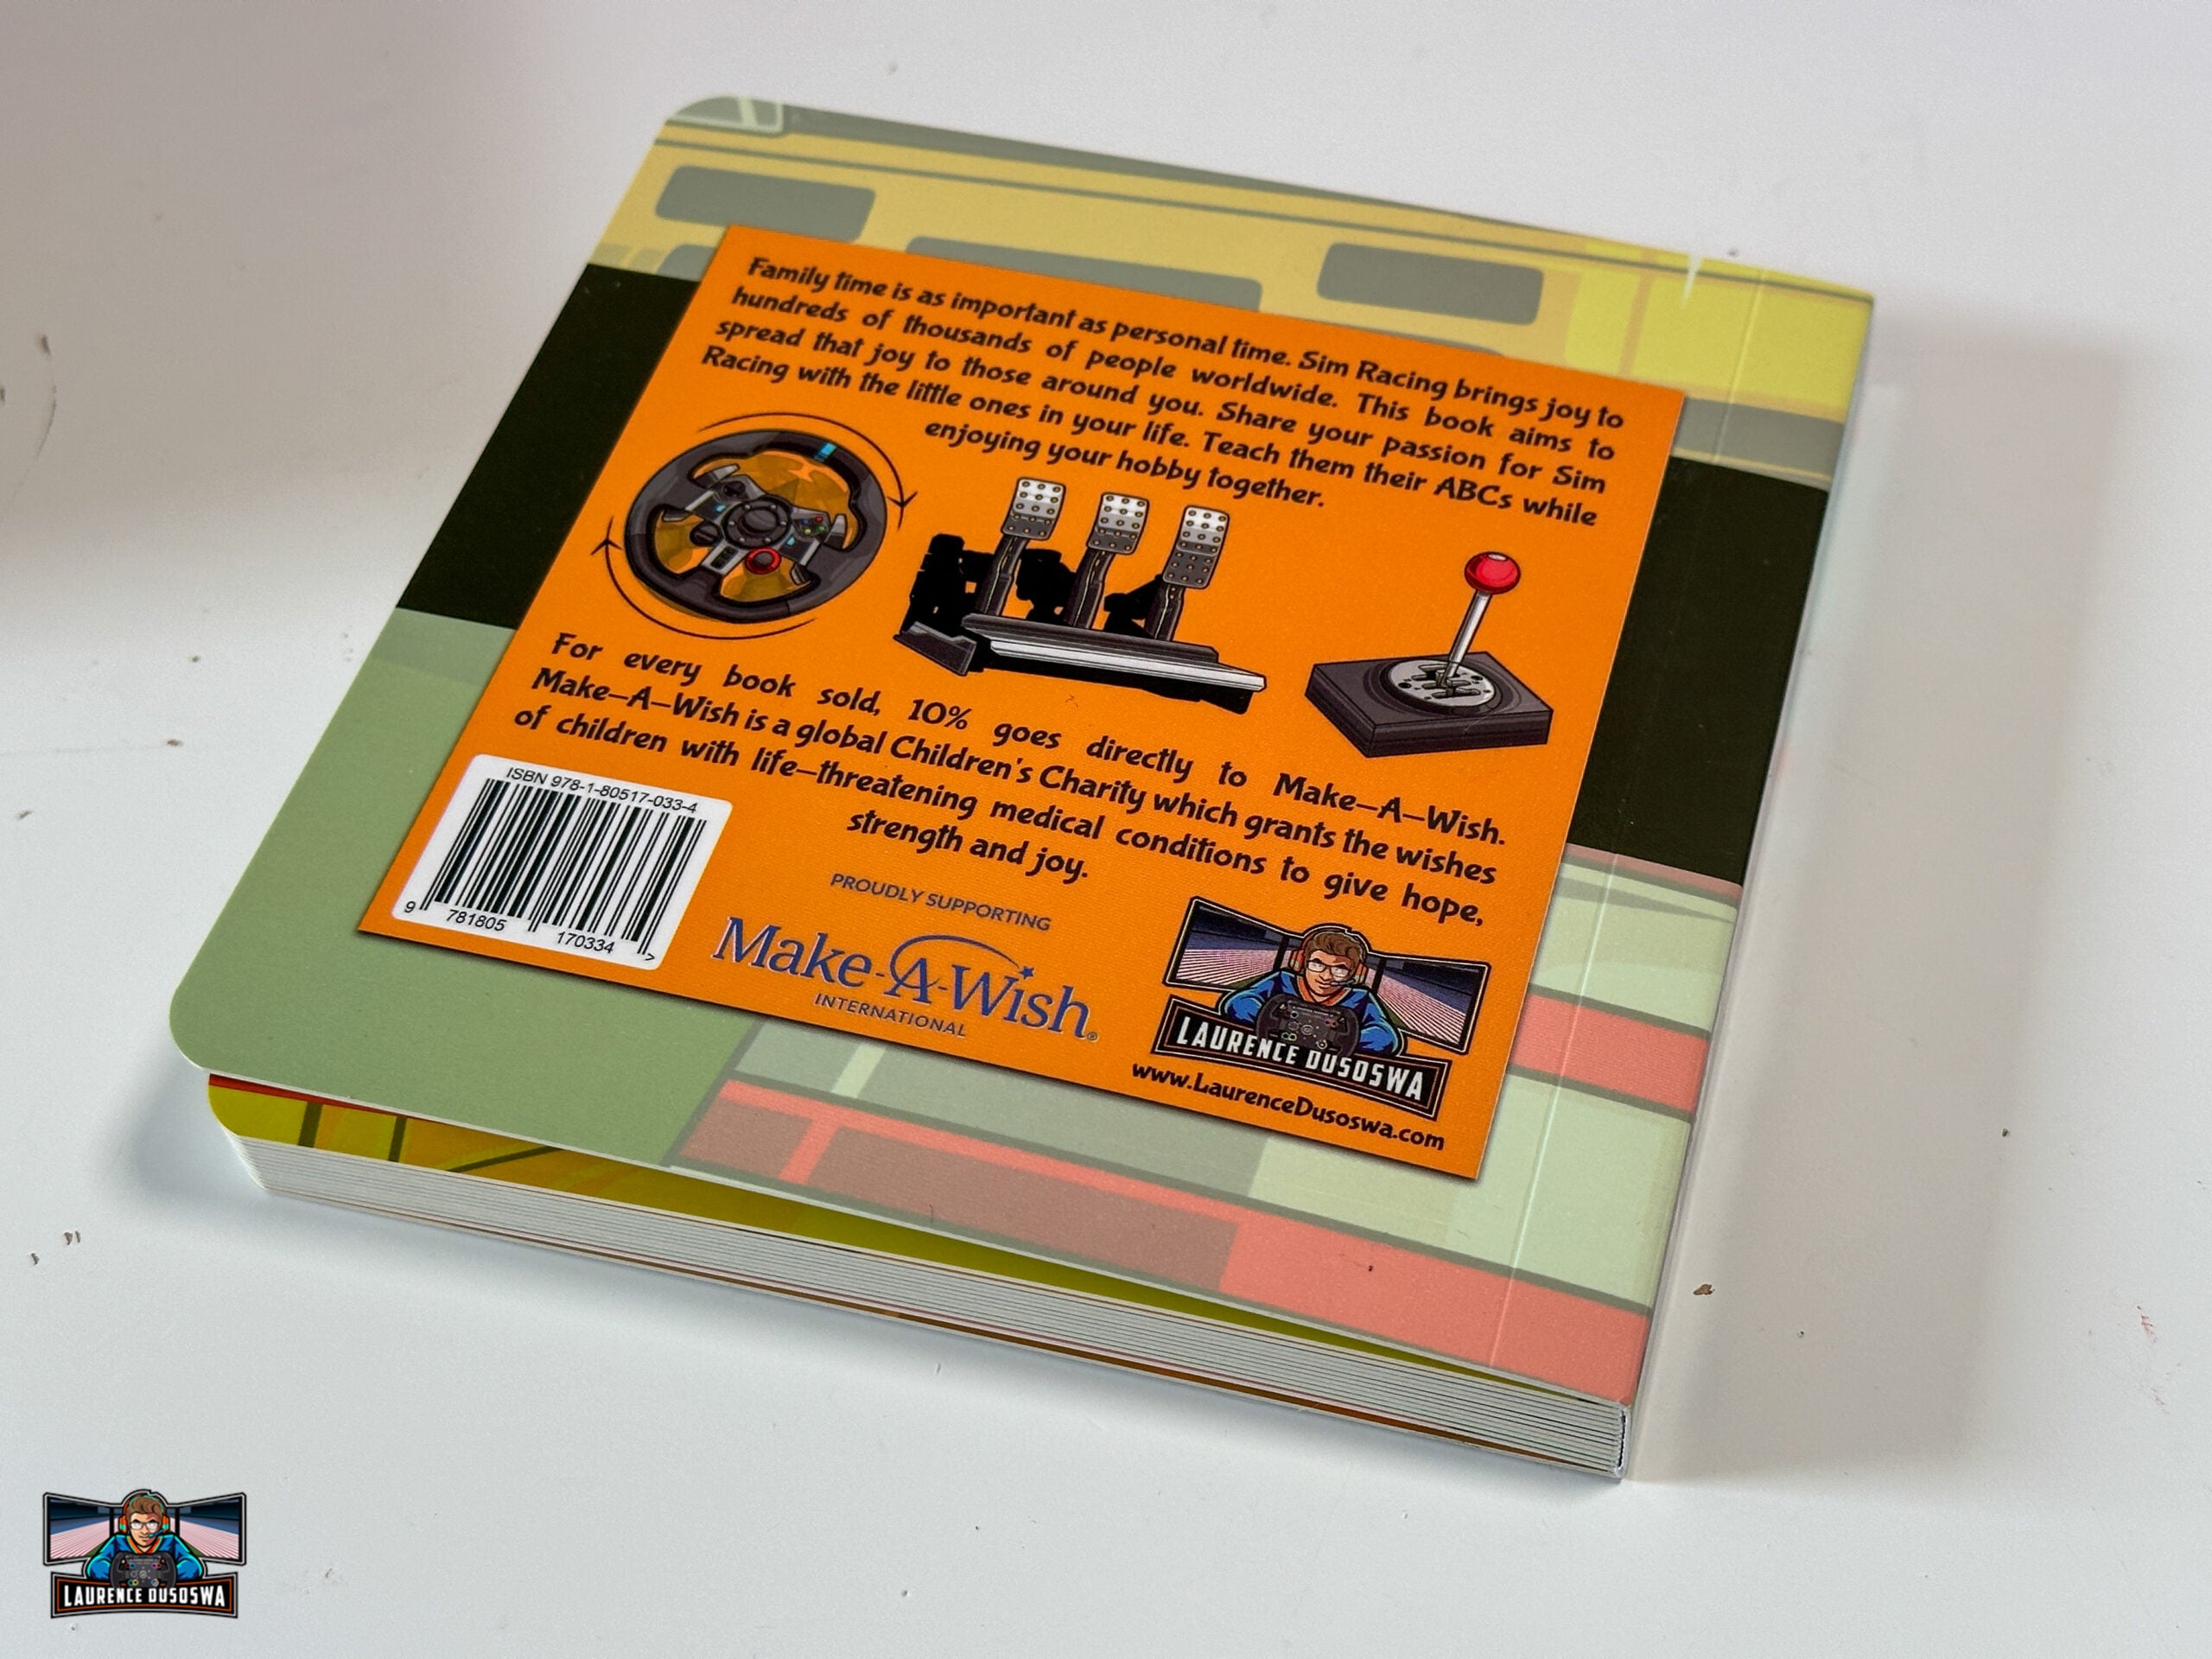 Family time is as important as personal time. Sim Racing brings joy to
hundreds of thousands of people worldwide. This book aims to
spread that joy to those around you. Share your passion for Sim
Racing with the little ones in your life. Teach them their ABCs while
enjoying your hobby together.
For every book sold, 10% goes directly to Make-A-Wish.
Make-A-Wish is a global Children's Charity which grants the wishes
of children with life-threatening medical conditions to give hope,
strength and joy.
ISBN 978-1-80517-033-4
9 781805 170334 >
PROUDLY SUPPORTING
Make-A-Wish®
INTERNATIONAL
LAURENCE DUSOSWA
www.LaurenceDusoswa.com
LAURENCE DUSOSWA